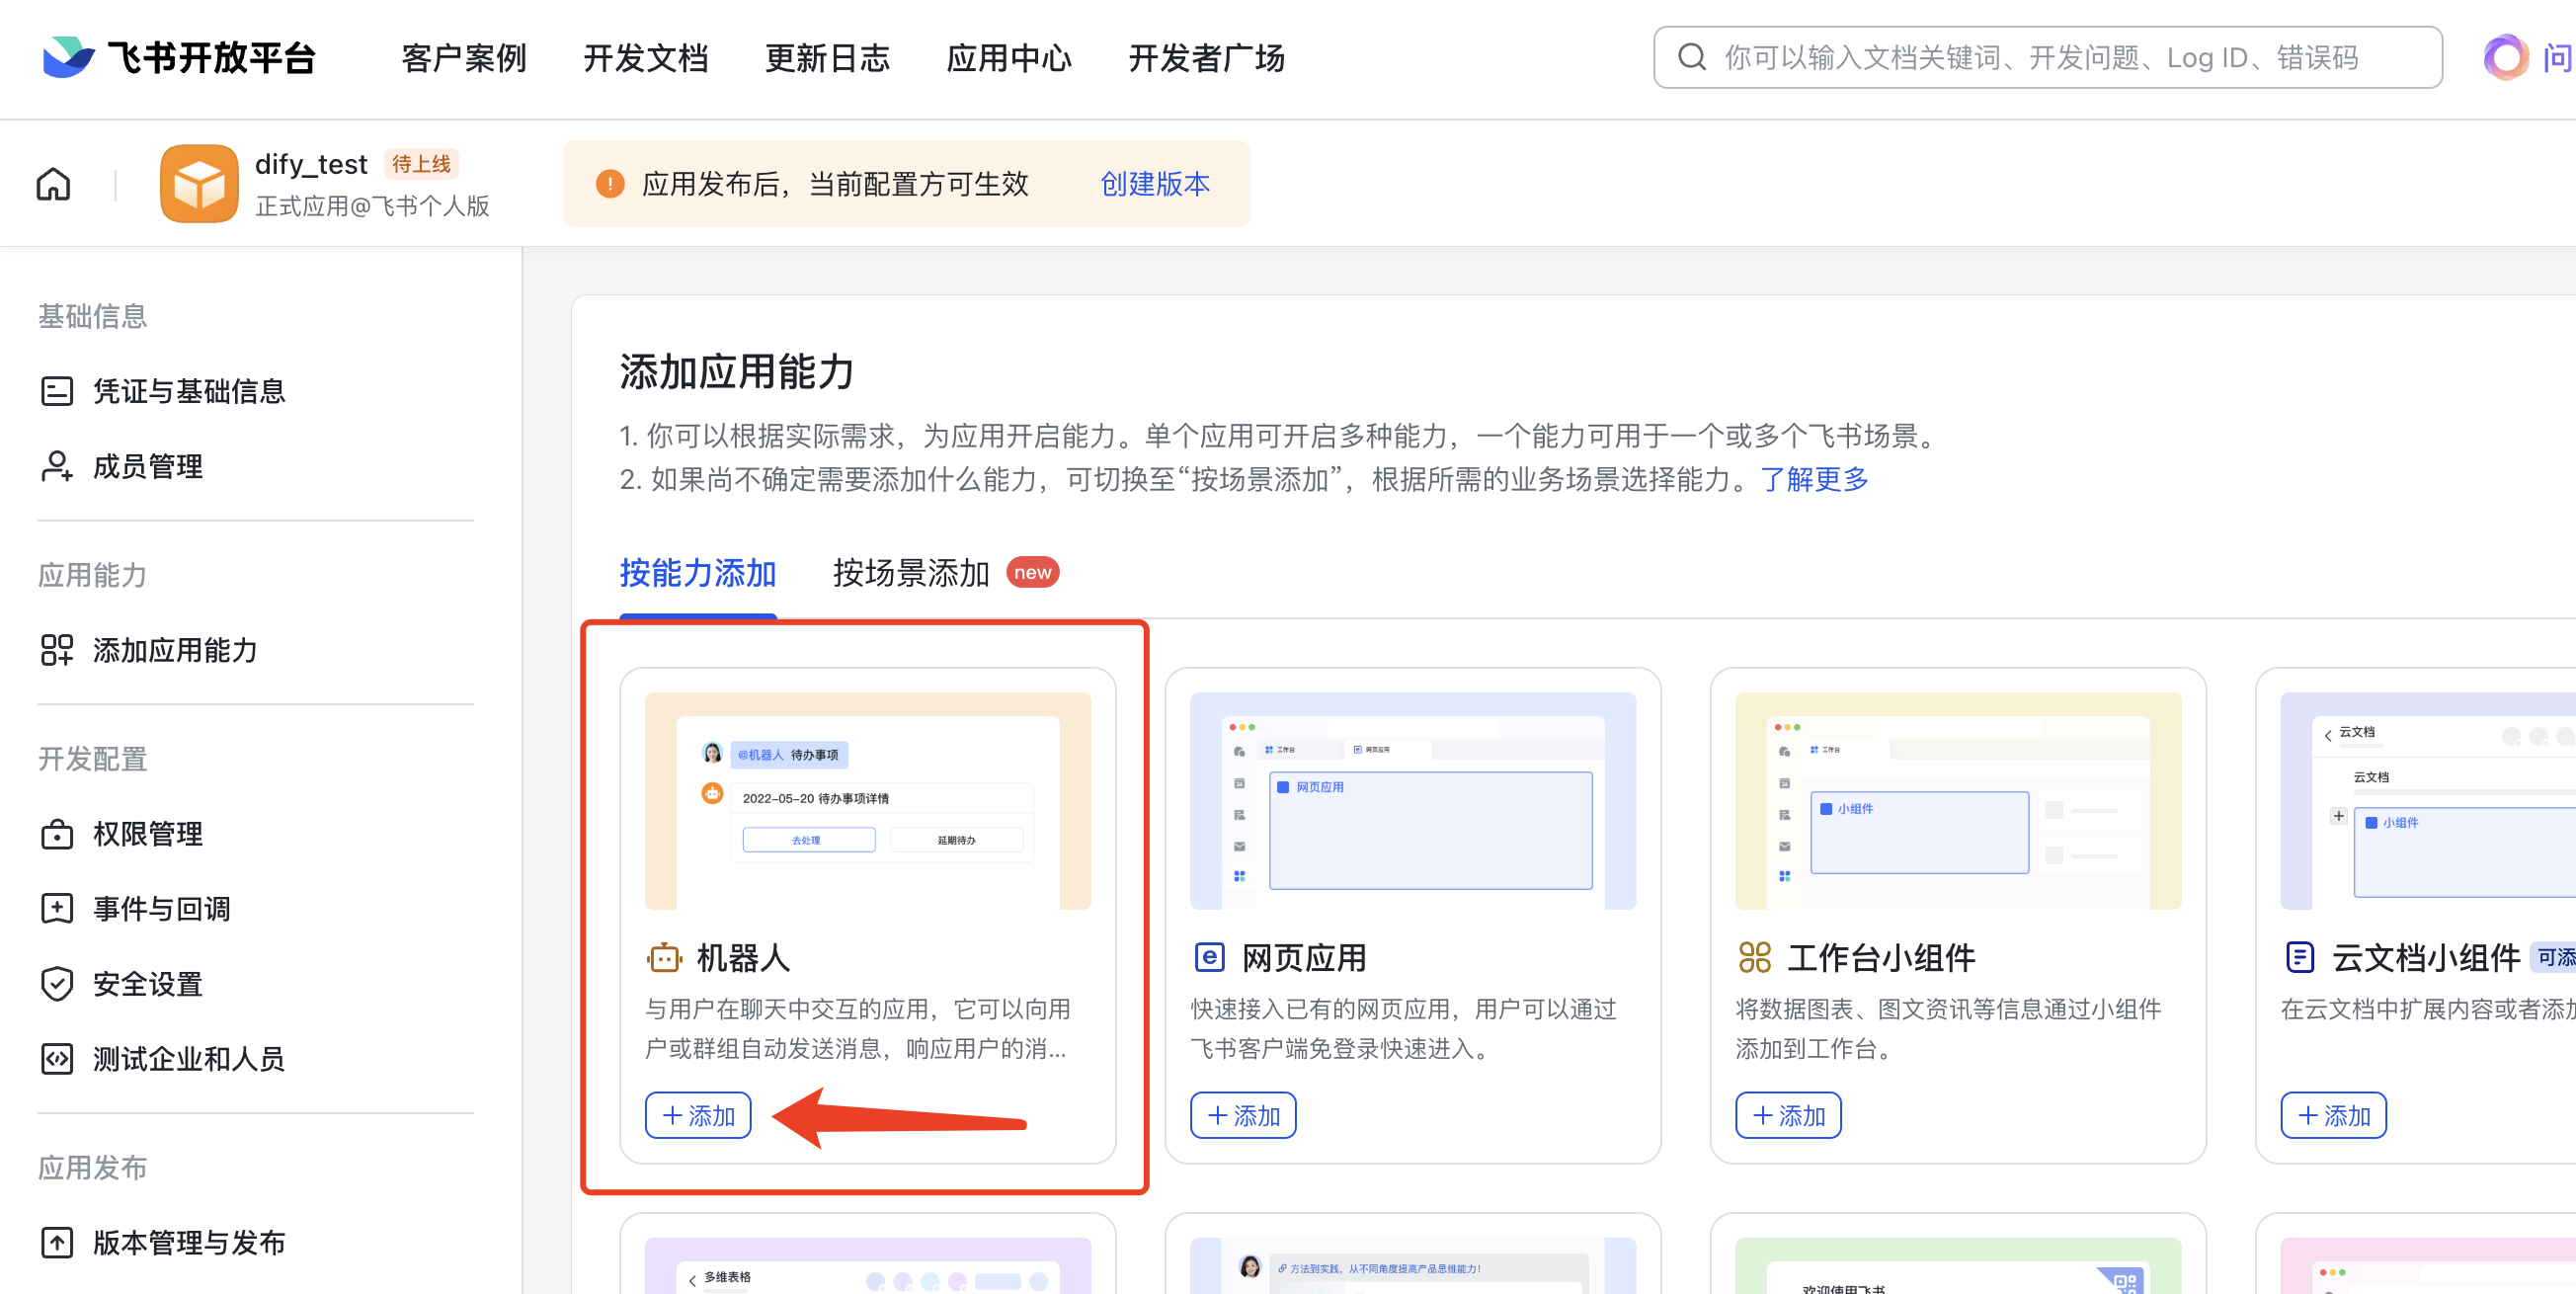 飞书开放平台
客户案例 开发文档 更新日志 应用中心 开发者广场
你可以输入文档关键词、开发问题、Log ID、错误码
问
dify_test 待上线
正式应用@飞书个人版
应用发布后，当前配置方可生效 创建版本
基础信息
凭证与基础信息
成员管理
应用能力
添加应用能力
开发配置
权限管理
事件与回调
安全设置
测试企业和人员
应用发布
版本管理与发布
添加应用能力
1. 你可以根据实际需求，为应用开启能力。单个应用可开启多种能力，一个能力可用于一个或多个飞书场景。
2. 如果尚不确定需要添加什么能力，可切换至“按场景添加”，根据所需的业务场景选择能力。了解更多
按能力添加 按场景添加 new
@机器人 待办事项
2022-05-20 待办事项详情
去处理 延期待办
机器人
与用户在聊天中交互的应用，它可以向用
户或群组自动发送消息，响应用户的消...
添加
工作台 网页应用
网页应用
网页应用
快速接入已有的网页应用，用户可以通过
飞书客户端免登录快速进入。
添加
工作台
小组件
工作台小组件
将数据图表、图文资讯等信息通过小组件
添加到工作台。
添加
云文档
云文档
小组件
云文档小组件 可添
在云文档中扩展内容或者添加
添加
多维表格
方法到实践，从不同角度提高产品思维能力！
欢迎使用飞书